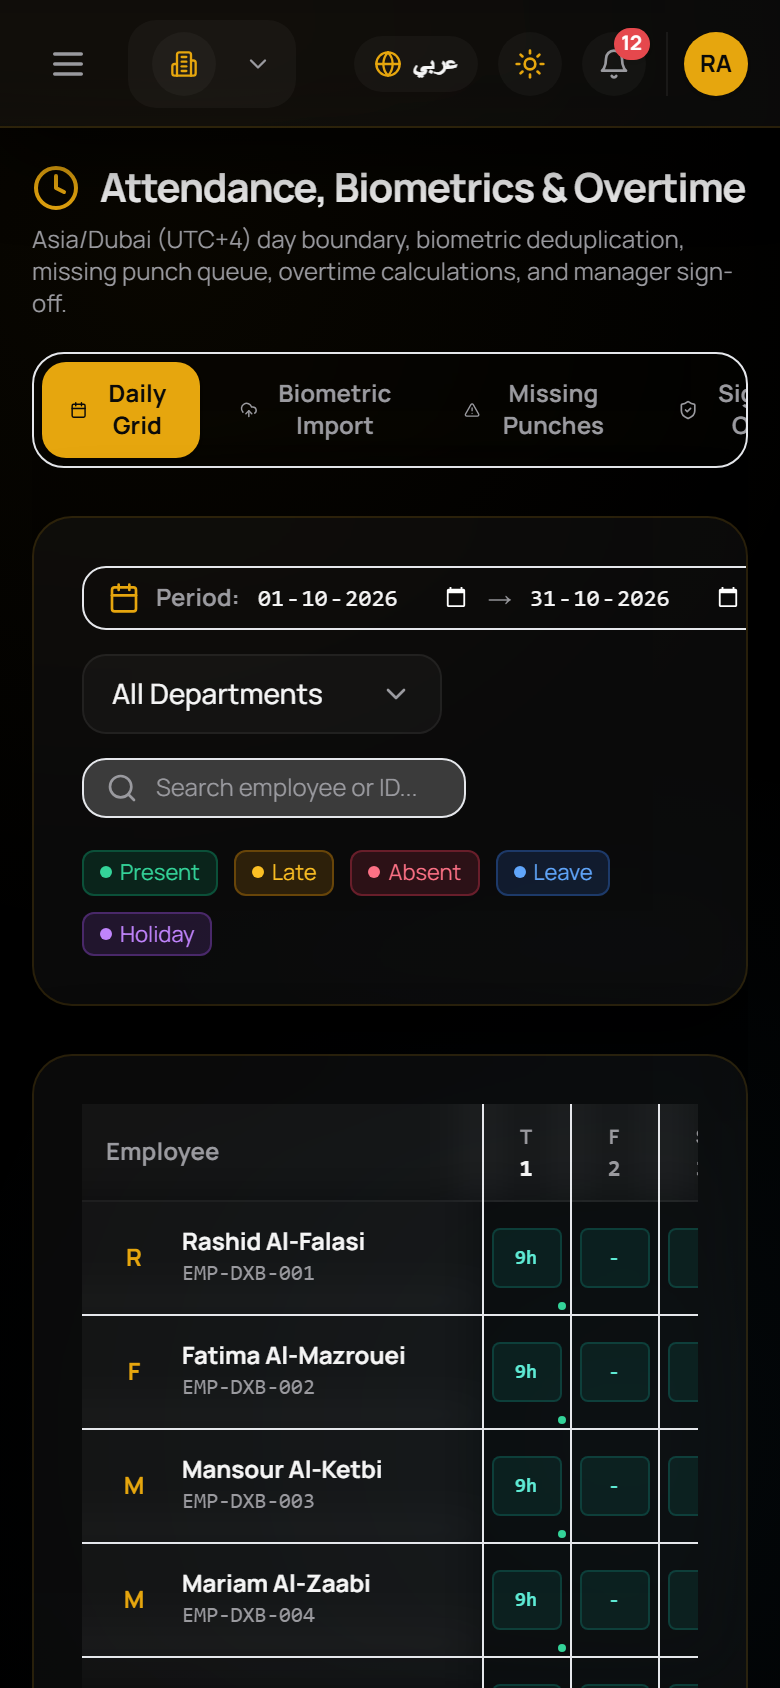 عربي
12
RA
Attendance, Biometrics & Overtime
Asia/Dubai (UTC+4) day boundary, biometric deduplication,
missing punch queue, overtime calculations, and manager sign-
off.
Daily
Grid
Biometric
Import
Missing
Punches
Period: 01-10-2026 → 31-10-2026
All Departments
Search employee or ID...
Present
Late
Absent
Leave
Holiday
Employee
T
1
F
2
R
Rashid Al-Falasi
EMP-DXB-001
9h
-
F
Fatima Al-Mazrouei
EMP-DXB-002
9h
-
M
Mansour Al-Ketbi
EMP-DXB-003
9h
-
M
Mariam Al-Zaabi
EMP-DXB-004
9h
-